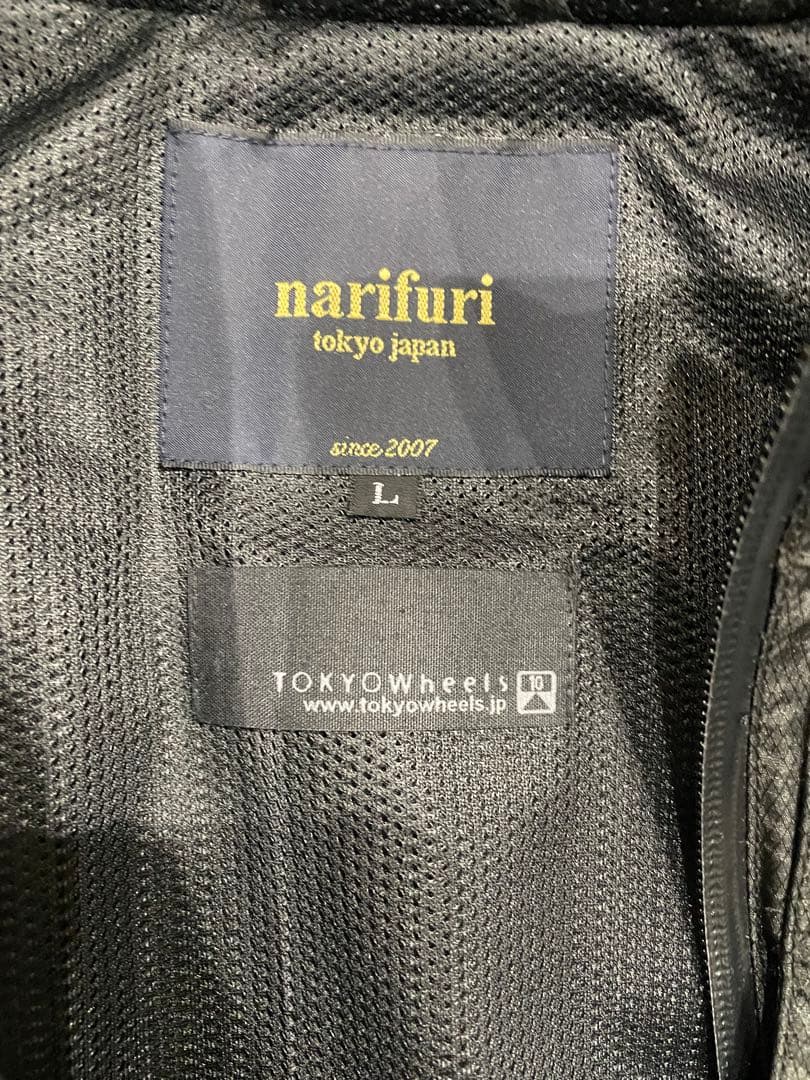 narifuri
tokyo japan
since 2007
L
TOKYOWheels 10
www.tokyowheels.jp